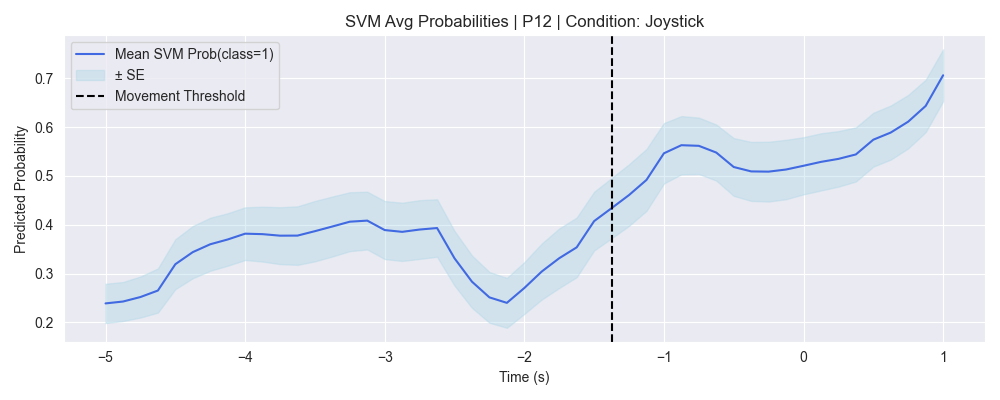 SVM Avg Probabilities | P12 | Condition: Joystick
Mean SVM Prob(class=1)
± SE
Movement Threshold
Predicted Probability
0.7
0.6
0.5
0.4
0.3
0.2
−5 −4 −3 −2 −1 0 1
Time (s)